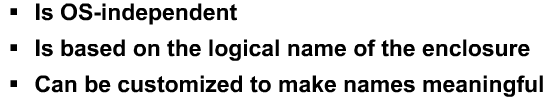 ▪ Is OS-independent
▪ Is based on the logical name of the enclosure
▪ Can be customized to make names meaningful